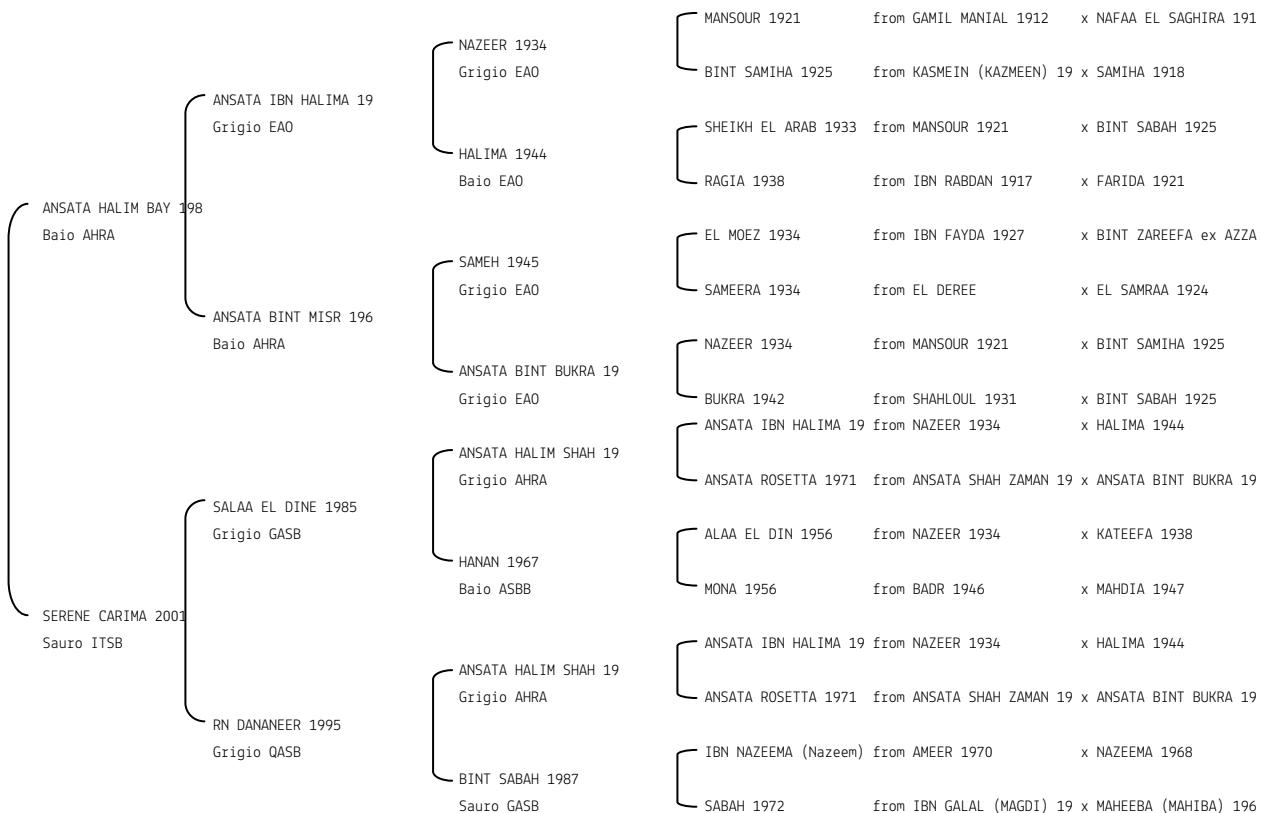 MANSOUR 1921 from GAMIL MANIAL 1912 x NAFAA EL SAGHIRA 191
NAZEER 1934
Grigio EAO
BINT SAMIHA 1925 from KASMEIN (KAZMEEN) 19 x SAMIHA 1918
ANSATA IBN HALIMA 19
Grigio EAO
SHEIKH EL ARAB 1933 from MANSOUR 1921 x BINT SABAH 1925
HALIMA 1944
Baio EAO
RAGIA 1938 from IBN RABDAN 1917 x FARIDA 1921
ANSATA HALIM BAY 198
Baio AHRA
EL MOEZ 1934 from IBN FAYDA 1927 x BINT ZAREEFA ex AZZA
SAMEH 1945
Grigio EAO
SAMEERA 1934 from EL DEREE x EL SAMRAA 1924
ANSATA BINT MISR 196
Baio AHRA
NAZEER 1934 from MANSOUR 1921 x BINT SAMIHA 1925
ANSATA BINT BUKRA 19
Grigio EAO
BUKRA 1942 from SHAHLOUL 1931 x BINT SABAH 1925
ANSATA IBN HALIMA 19 from NAZEER 1934 x HALIMA 1944
ANSATA HALIM SHAH 19
Grigio AHRA
ANSATA ROSETTA 1971 from ANSATA SHAH ZAMAN 19 x ANSATA BINT BUKRA 19
SALAA EL DINE 1985
Grigio GASB
ALAA EL DIN 1956 from NAZEER 1934 x KATEEFA 1938
HANAN 1967
Baio ASBB
MONA 1956 from BADR 1946 x MAHDIA 1947
SERENE CARIMA 2001
Sauro ITSB
ANSATA IBN HALIMA 19 from NAZEER 1934 x HALIMA 1944
ANSATA HALIM SHAH 19
Grigio AHRA
ANSATA ROSETTA 1971 from ANSATA SHAH ZAMAN 19 x ANSATA BINT BUKRA 19
RN DANANEER 1995
Grigio QASB
IBN NAZEEMA (Nazeem) from AMEER 1970 x NAZEEMA 1968
BINT SABAH 1987
Sauro GASB
SABAH 1972 from IBN GALAL (MAGDI) 19 x MAHEEBA (MAHIBA) 196